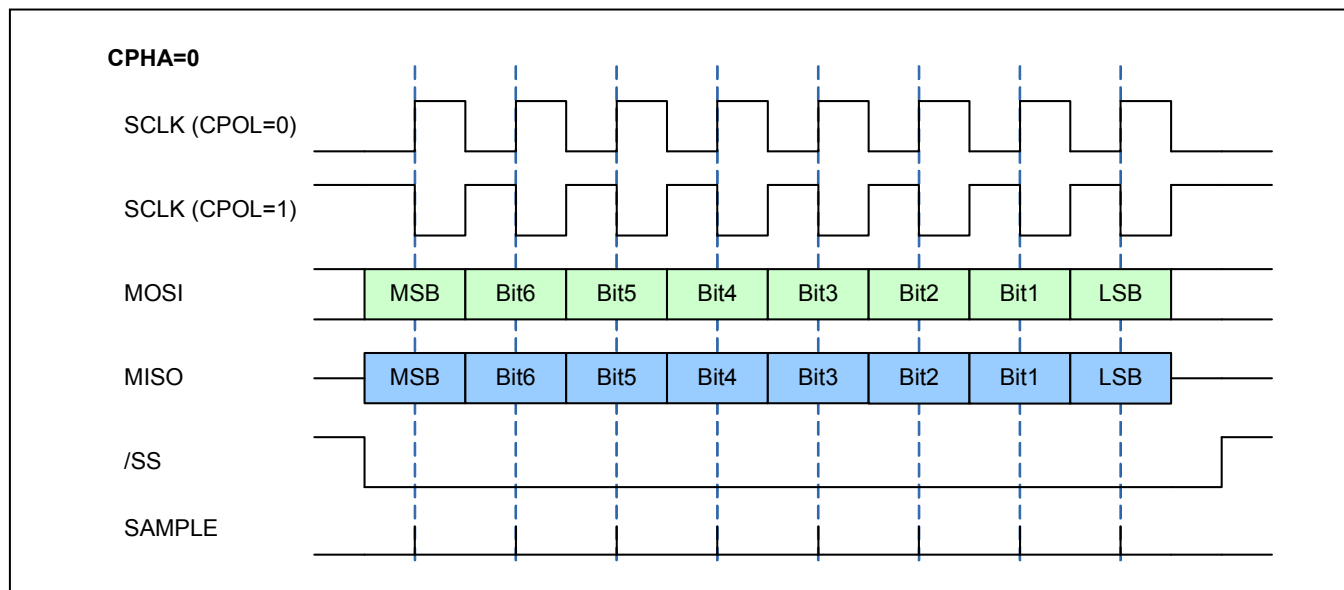 CPHA=0
SCLK (CPOL=0)
SCLK (CPOL=1)
MOSI MSB Bit6 Bit5 Bit4 Bit3 Bit2 Bit1 LSB
MISO MSB Bit6 Bit5 Bit4 Bit3 Bit2 Bit1 LSB
/SS
SAMPLE